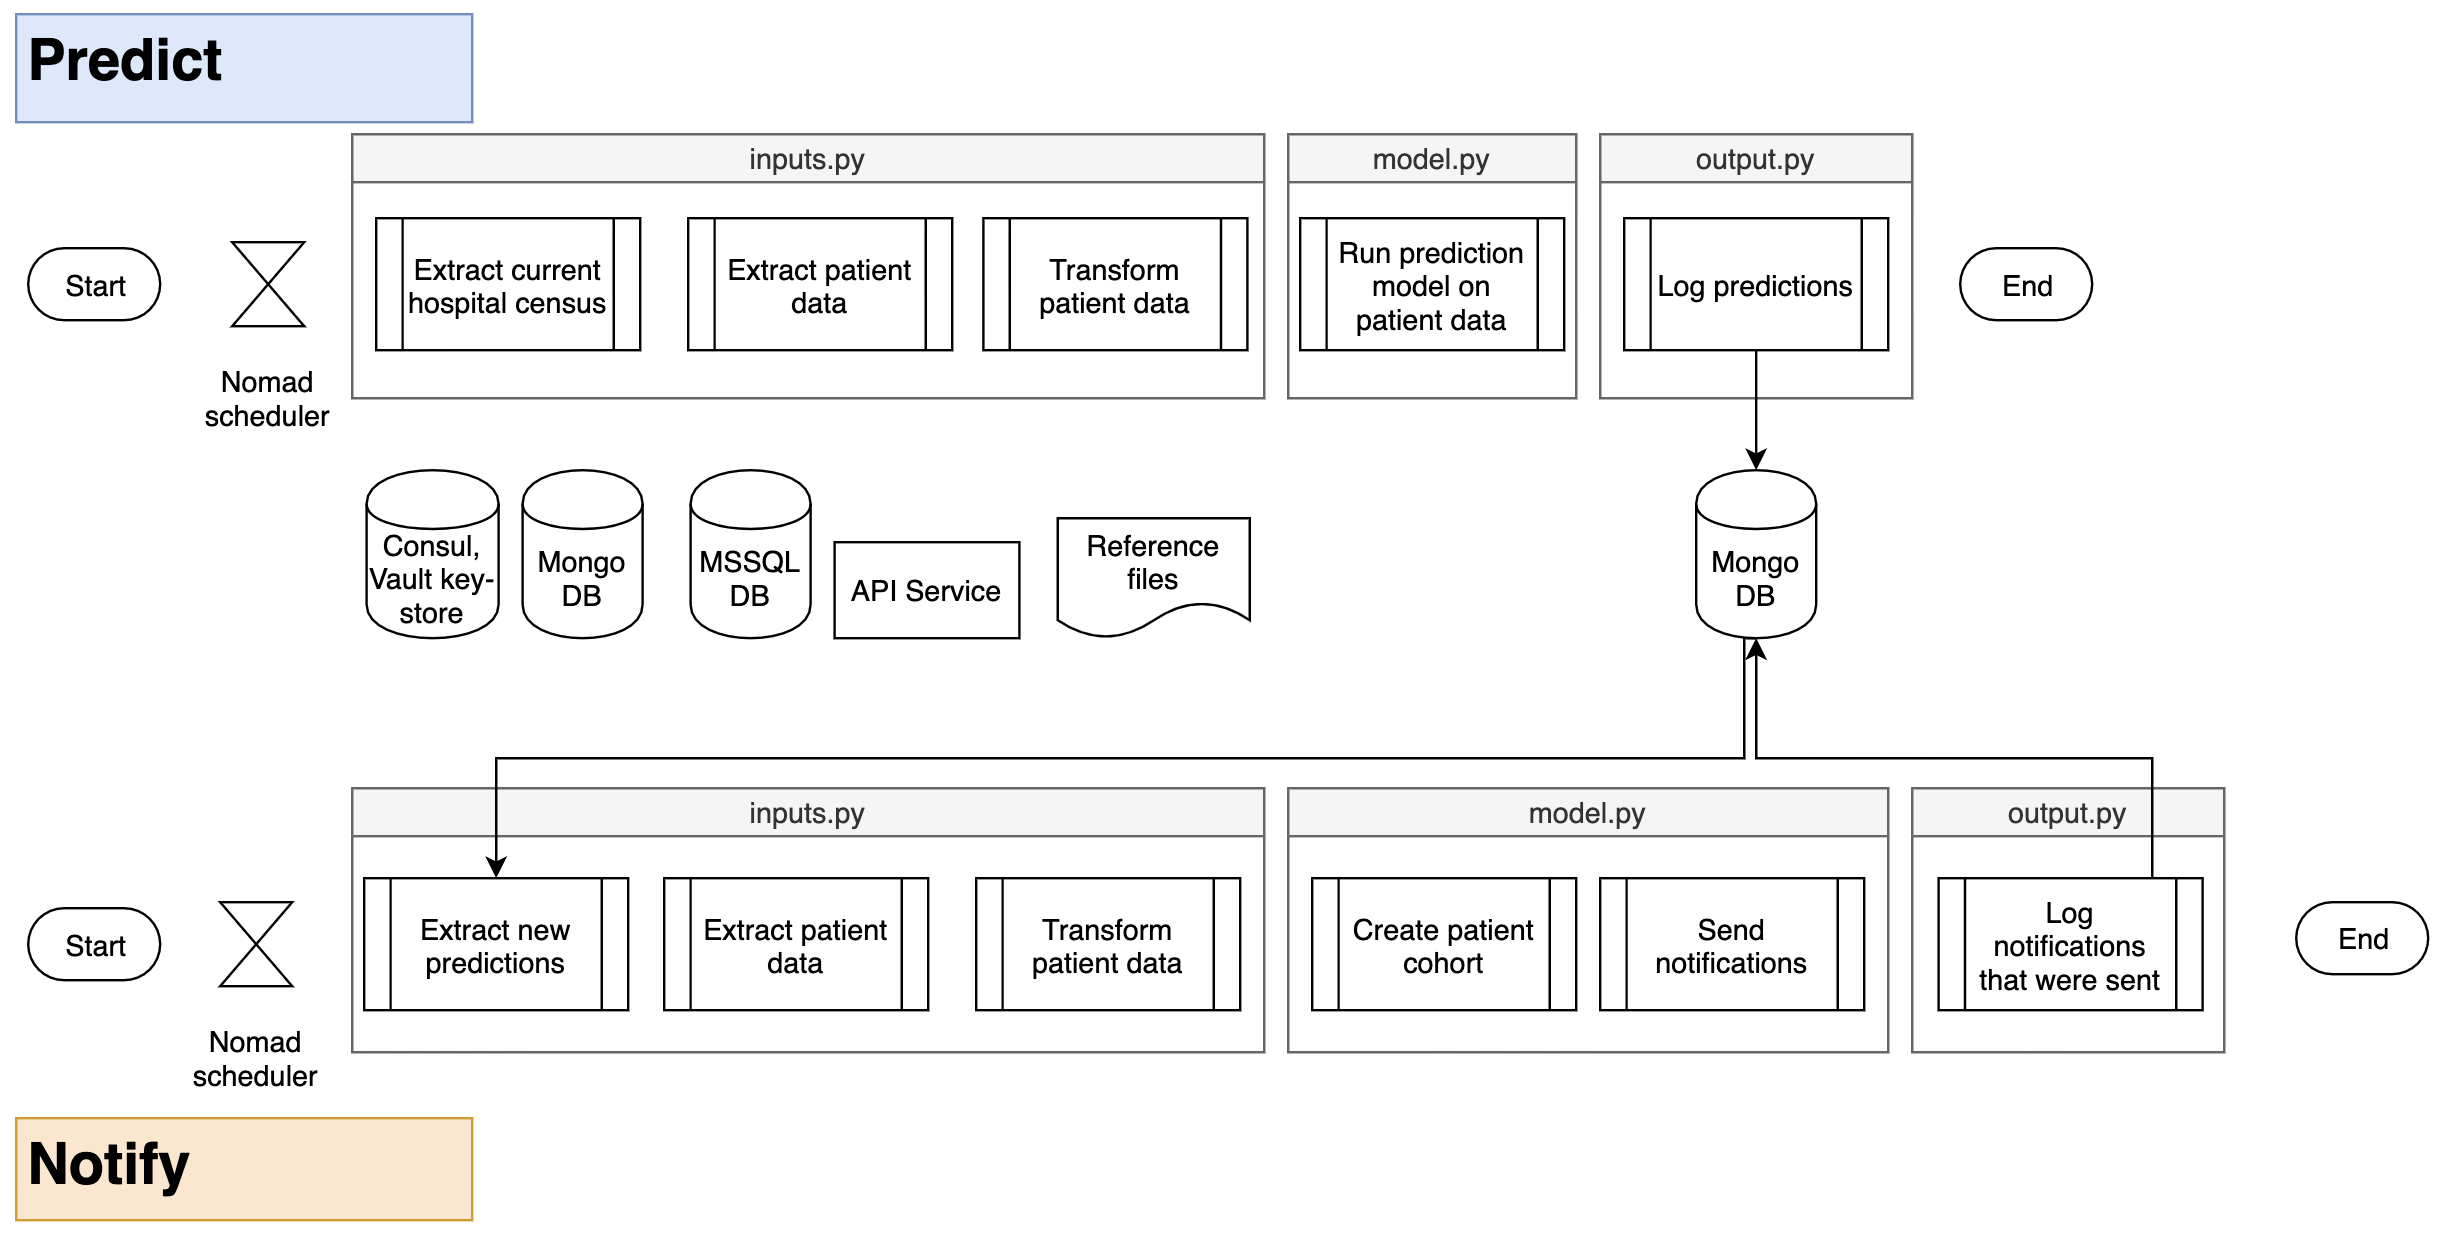 Predict
inputs.py
model.py
output.py
Start
Nomad
scheduler
Extract current
hospital census
Extract patient
data
Transform
patient data
Run prediction
model on
patient data
Log predictions
End
Consul,
Vault key-
store
Mongo
DB
MSSQL
DB
API Service
Reference
files
Mongo
DB
inputs.py
model.py
output.py
Start
Nomad
scheduler
Extract new
predictions
Extract patient
data
Transform
patient data
Create patient
cohort
Send
notifications
Log
notifications
that were sent
End
Notify